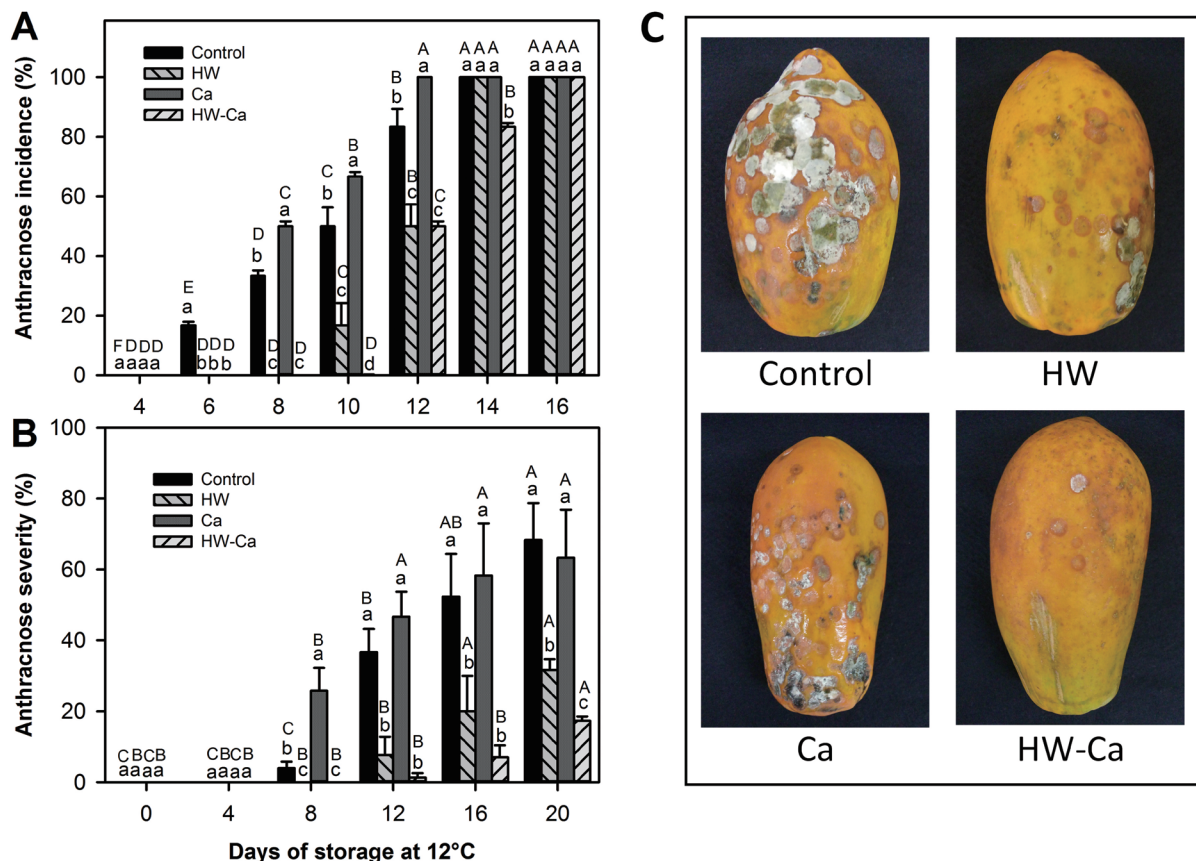 A
Anthracnose incidence (%)
100
80
60
40
20
0
Control
HW
Ca
HW-Ca
F D D D
a a a a
E
a
D D D
b b b
D
b
D
c
C
a
D
c
C
b
C
c
B
a
D
d
B
b
B
c
A
a
C
c
A A A
a a a
B
b
A A A A
a a a a
4 6 8 10 12 14 16
B
Anthracnose severity (%)
100
80
60
40
20
0
Control
HW
Ca
HW-Ca
C B C B
a a a a
C B C B
a a a a
C
b
B
c
B
a
B
c
B
a
B
b
A
a
B
b
AB
a
A
b
A
a
B
b
A
a
A
b
A
a
A
c
0 4 8 12 16 20
Days of storage at 12°C
C
Control
HW
Ca
HW-Ca